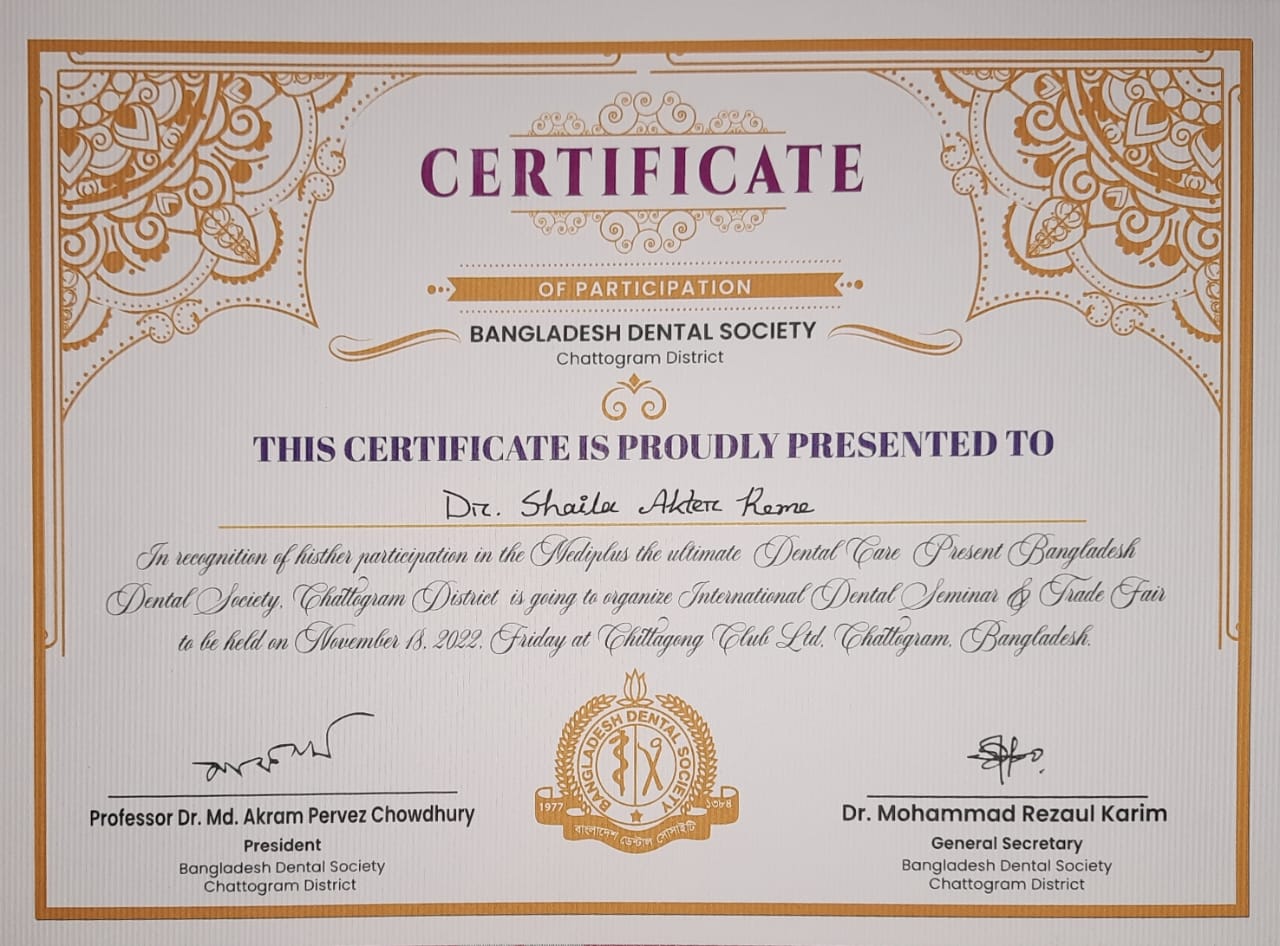 CERTIFICATE
OF PARTICIPATION
BANGLADESH DENTAL SOCIETY
Chattogram District
THIS CERTIFICATE IS PROUDLY PRESENTED TO
Dr. Shaila Akter Reme
In recognition of histher participation in the Mediplus the ultimate Dental Care Present Bangladesh
Dental Society, Chattogram District is going to organize International Dental Seminar & Trade Fair
to be held on November 18, 2022, Friday at Chittagong Club Ltd, Chattogram, Bangladesh.
BANGLADESH DENTAL SOCIETY
1977
১৩৮৪
বাংলাদেশ ডেন্টাল সোসাইটি
Professor Dr. Md. Akram Pervez Chowdhury
President
Bangladesh Dental Society
Chattogram District
Dr. Mohammad Rezaul Karim
General Secretary
Bangladesh Dental Society
Chattogram District